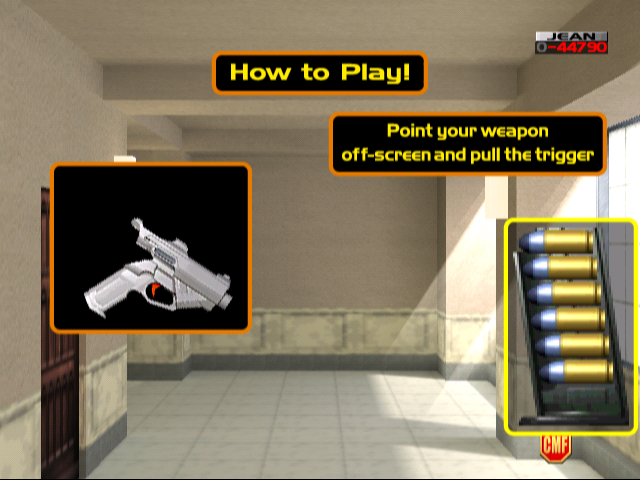 JEAN
0-44790
How to Play!
Point your weapon
off-screen and pull the trigger
CMF